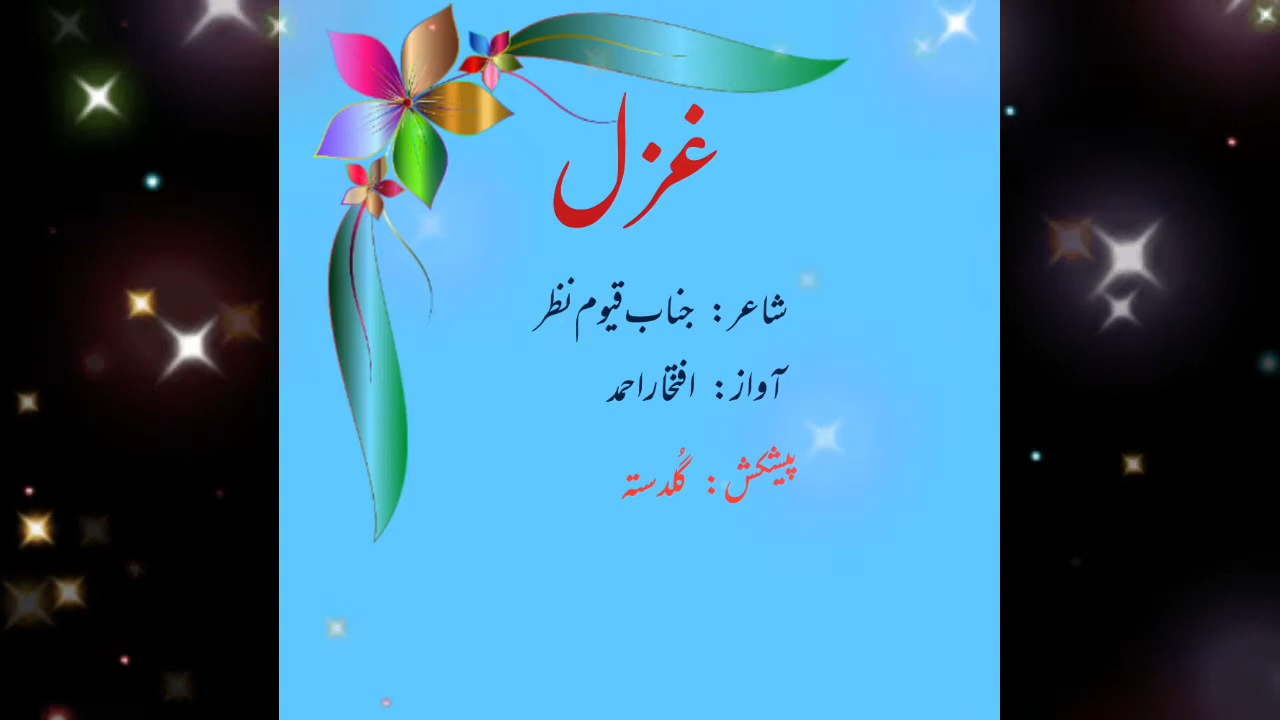 غزل
شاعر : جناب قیوم نظر
آواز : افتخار احمد
پیشکش : گُلدستہ